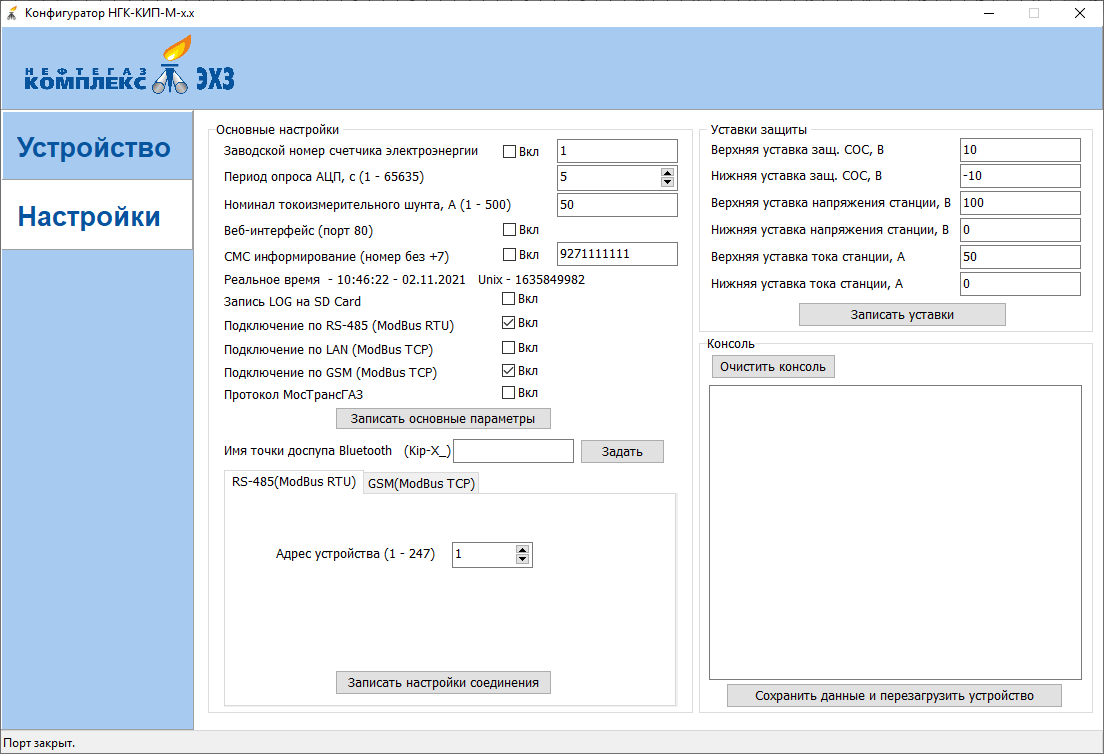 Конфигуратор НГК-КИП-М-х.х
НЕФТЕГАЗ
КОМПЛЕКС ЭХЗ
Устройство
Настройки
Основные настройки
Заводской номер счетчика электроэнергии Вкл 1
Период опроса АЦП, с (1 - 65635) 5
Номинал токоизмерительного шунта, А (1 - 500) 50
Веб-интерфейс (порт 80) Вкл
СМС информирование (номер без +7) Вкл 9271111111
Реальное время - 10:46:22 - 02.11.2021 Unix - 1635849982
Запись LOG на SD Card Вкл
Подключение по RS-485 (ModBus RTU) Вкл
Подключение по LAN (ModBus TCP) Вкл
Подключение по GSM (ModBus TCP) Вкл
Протокол МосТрансГАЗ Вкл
Записать основные параметры
Имя точки доспупа Bluetooth (Kip-X_) Задать
RS-485(ModBus RTU) GSM(ModBus TCP)
Адрес устройства (1 - 247) 1
Записать настройки соединения
Уставки защиты
Верхняя уставка защ. СОС, В 10
Нижняя уставка защ. СОС, В -10
Верхняя уставка напряжения станции, В 100
Нижняя уставка напряжения станции, В 0
Верхняя уставка тока станции, А 50
Нижняя уставка тока станции, А 0
Записать уставки
Консоль
Очистить консоль
Сохранить данные и перезагрузить устройство
Порт закрыт.